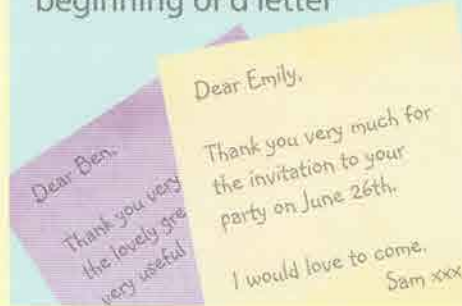 beginning of a letter
Dear Ben,
Thank you very
the lovely gre
very useful
Dear Emily,
Thank you very much for
the invitation to your
party on June 26th.
I would love to come.
Sam xxx